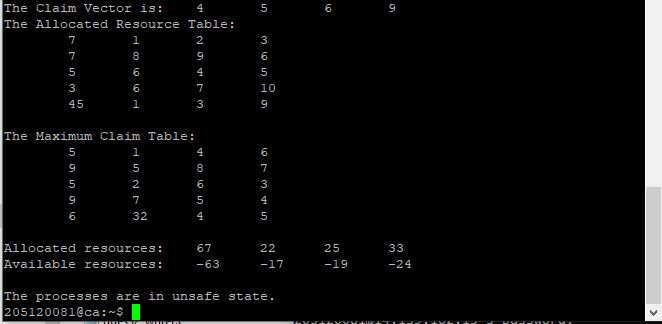 The Claim Vector is: 4 5 6 9
The Allocated Resource Table:
7 1 2 3
7 8 9 6
5 6 4 5
3 6 7 10
45 1 3 9
The Maximum Claim Table:
5 1 4 6
9 5 8 7
5 2 6 3
9 7 5 4
6 32 4 5
Allocated resources: 67 22 25 33
Available resources: -63 -17 -19 -24
The processes are in unsafe state.
205120081@ca:~$